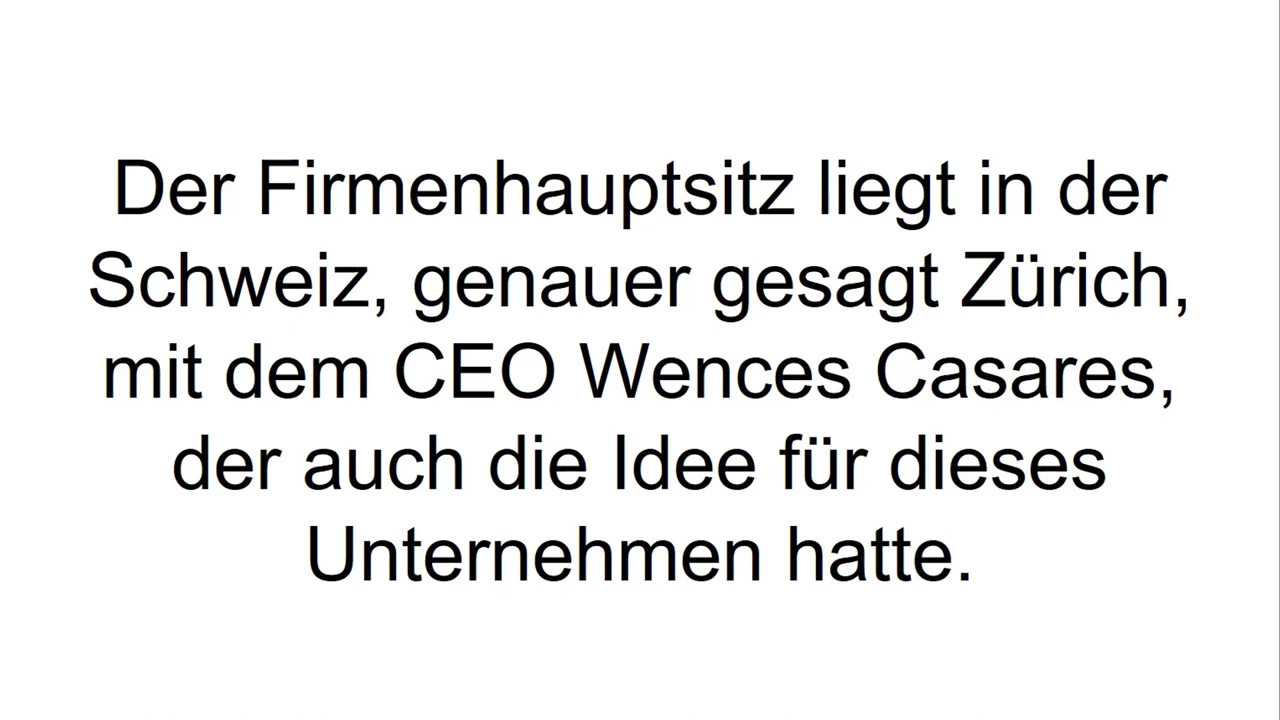 Der Firmenhauptsitz liegt in der
Schweiz, genauer gesagt Zürich,
mit dem CEO Wences Casares,
der auch die Idee für dieses
Unternehmen hatte.